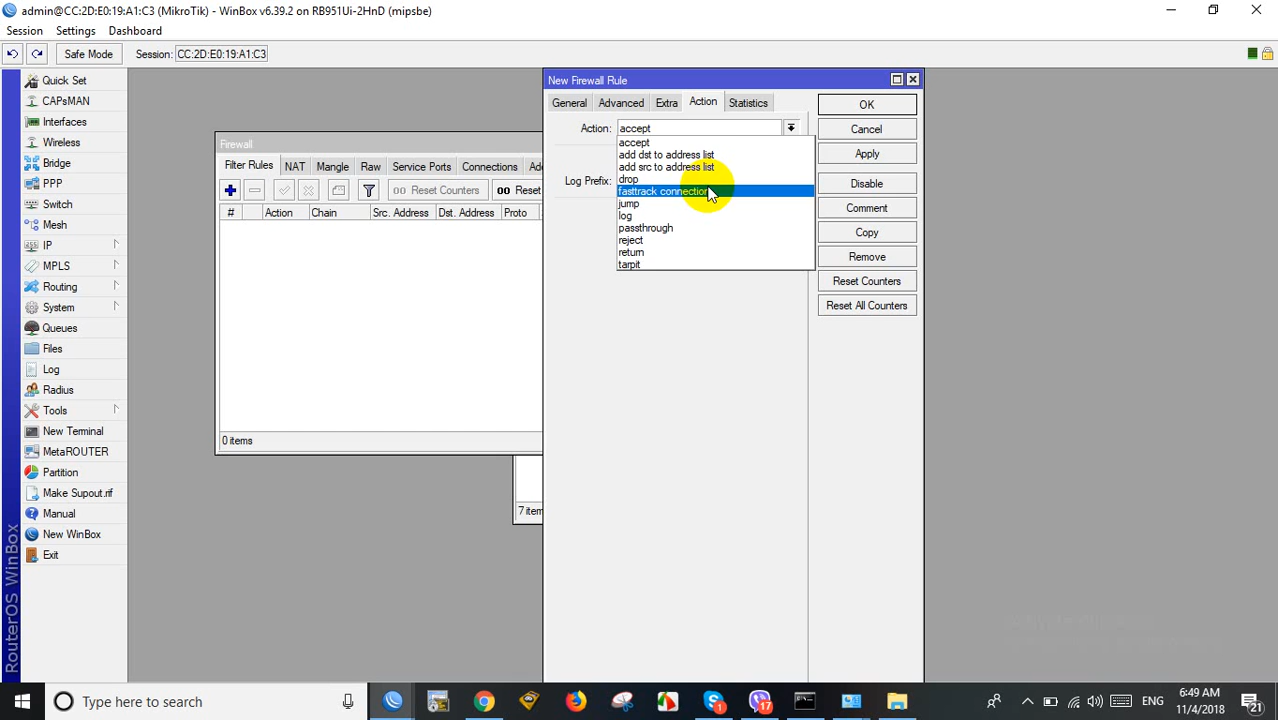 admin@CC:2D:E0:19:A1:C3 (MikroTik) - WinBox v6.39.2 on RB951Ui-2HnD (mipsbe)
Session Settings Dashboard
Safe Mode Session: CC:2D:E0:19:A1:C3
Quick Set
CAPsMAN
Interfaces
Wireless
Bridge
PPP
Switch
Mesh
IP
MPLS
Routing
System
Queues
Files
Log
Radius
Tools
New Terminal
MetaROUTER
Partition
Make Supout.rif
Manual
New WinBox
Exit
RouterOS WinBox
Firewall
Filter Rules NAT Mangle Raw Service Ports Connections
Reset Counters 00 Reset
# Action Chain Src. Address Dst. Address Proto
0 items
New Firewall Rule
General Advanced Extra Action Statistics
Action: accept
accept
add dst to address list
add src to address list
drop
fasttrack connection
jump
log
passthrough
reject
return
tarpit
Log Prefix:
OK
Cancel
Apply
Disable
Comment
Copy
Remove
Reset Counters
Reset All Counters
Type here to search
1
17
ENG
6:49 AM
11/4/2018
21